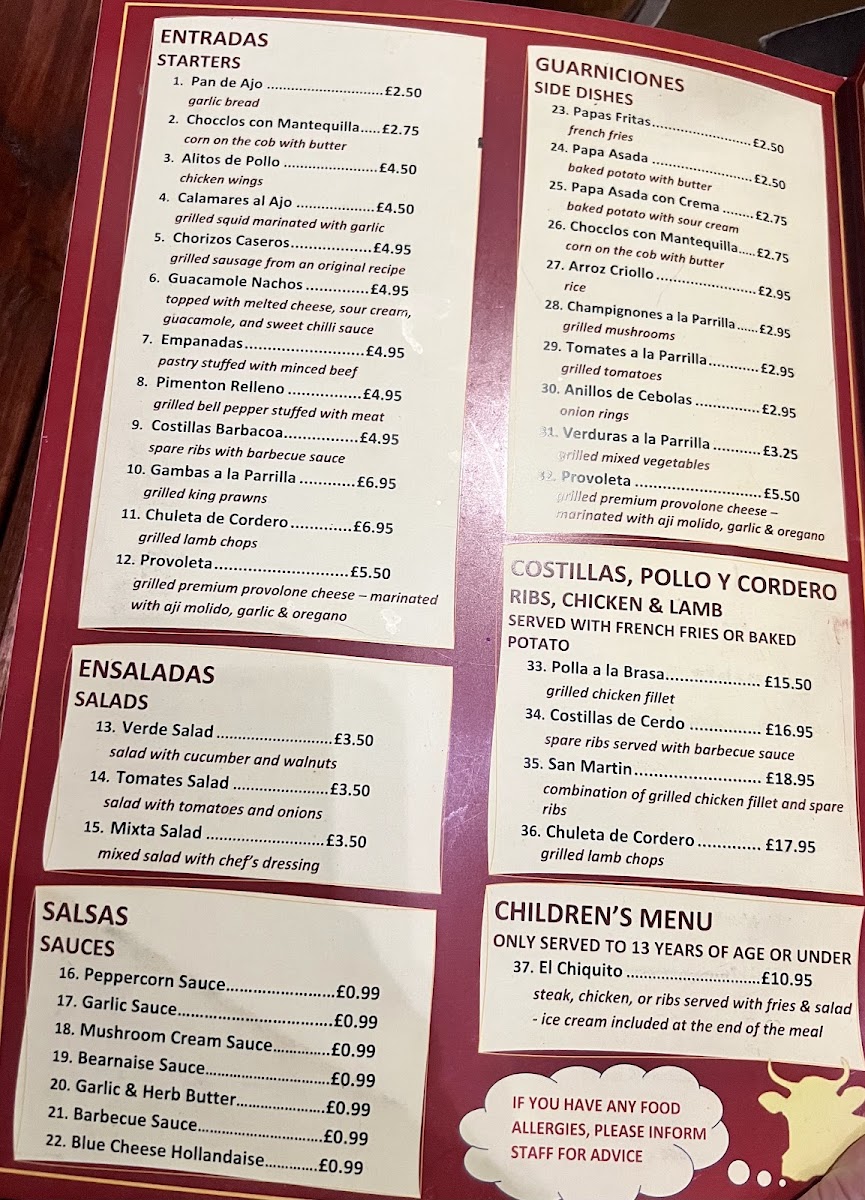 ENTRADAS
STARTERS
1. Pan de Ajo ............................£2.50
garlic bread
2. Chocclos con Mantequilla.....£2.75
corn on the cob with butter
3. Alitos de Pollo .......................£4.50
chicken wings
4. Calamares al Ajo ...................£4.50
grilled squid marinated with garlic
5. Chorizos Caseros...................£4.95
grilled sausage from an original recipe
6. Guacamole Nachos ...............£4.95
topped with melted cheese, sour cream,
guacamole, and sweet chilli sauce
7. Empanadas.............................£4.95
pastry stuffed with minced beef
8. Pimenton Relleno ..................£4.95
grilled bell pepper stuffed with meat
9. Costillas Barbacoa..................£4.95
spare ribs with barbecue sauce
10. Gambas a la Parrilla .............£6.95
grilled king prawns
11. Chuleta de Cordero ..............£6.95
grilled lamb chops
12. Provoleta................................£5.50
grilled premium provolone cheese – marinated
with aji molido, garlic & oregano
ENSALADAS
SALADS
13. Verde Salad ...........................£3.50
salad with cucumber and walnuts
14. Tomates Salad ......................£3.50
salad with tomatoes and onions
15. Mixta Salad ...........................£3.50
mixed salad with chef's dressing
SALSAS
SAUCES
16. Peppercorn Sauce........................£0.99
17. Garlic Sauce..................................£0.99
18. Mushroom Cream Sauce.............£0.99
19. Bearnaise Sauce...........................£0.99
20. Garlic & Herb Butter....................£0.99
21. Barbecue Sauce............................£0.99
22. Blue Cheese Hollandaise............£0.99
GUARNICIONES
SIDE DISHES
23. Papas Fritas........................£2.50
french fries
24. Papa Asada ........................£2.50
baked potato with butter
25. Papa Asada con Crema ........£2.75
baked potato with sour cream
26. Chocclos con Mantequilla.....£2.75
corn on the cob with butter
27. Arroz Criollo ........................£2.95
rice
28. Champignones a la Parrilla......£2.95
grilled mushrooms
29. Tomates a la Parrilla............£2.95
grilled tomatoes
30. Anillos de Cebolas ...............£2.95
onion rings
31. Verduras a la Parrilla ...........£3.25
grilled mixed vegetables
32. Provoleta ..............................£5.50
grilled premium provolone cheese –
marinated with aji molido, garlic & oregano
COSTILLAS, POLLO Y CORDERO
RIBS, CHICKEN & LAMB
SERVED WITH FRENCH FRIES OR BAKED
POTATO
33. Polla a la Brasa.................... £15.50
grilled chicken fillet
34. Costillas de Cerdo ............... £16.95
spare ribs served with barbecue sauce
35. San Martin........................... £18.95
combination of grilled chicken fillet and spare
ribs
36. Chuleta de Cordero ............. £17.95
grilled lamb chops
CHILDREN'S MENU
ONLY SERVED TO 13 YEARS OF AGE OR UNDER
37. El Chiquito .............................£10.95
steak, chicken, or ribs served with fries & salad
- ice cream included at the end of the meal
IF YOU HAVE ANY FOOD
ALLERGIES, PLEASE INFORM
STAFF FOR ADVICE